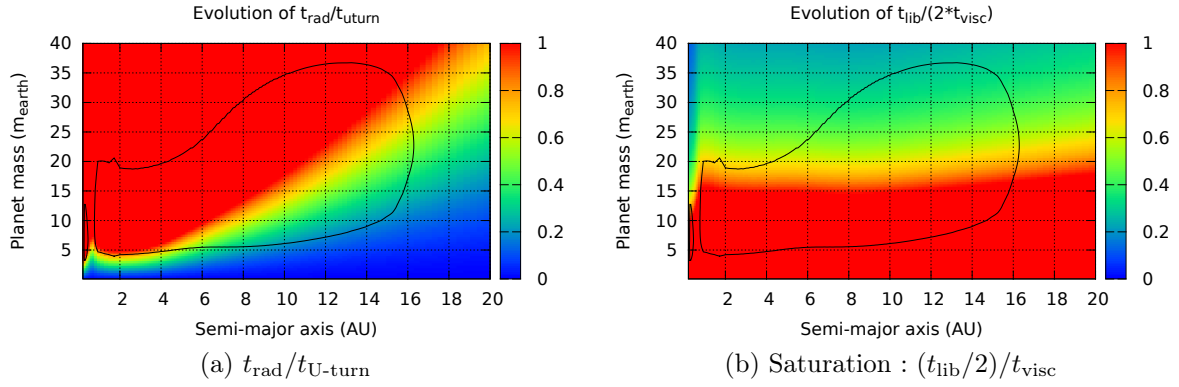 Evolution of t_rad/t_uturn
40
35
30
25
20
15
10
5
2 4 6 8 10 12 14 16 18 20
Planet mass (m_earth)
Semi-major axis (AU)
1
0.8
0.6
0.4
0.2
0
(a) t_rad/t_U-turn
Evolution of t_lib/(2*t_visc)
40
35
30
25
20
15
10
5
2 4 6 8 10 12 14 16 18 20
Planet mass (m_earth)
Semi-major axis (AU)
1
0.8
0.6
0.4
0.2
0
(b) Saturation : (t_lib/2)/t_visc